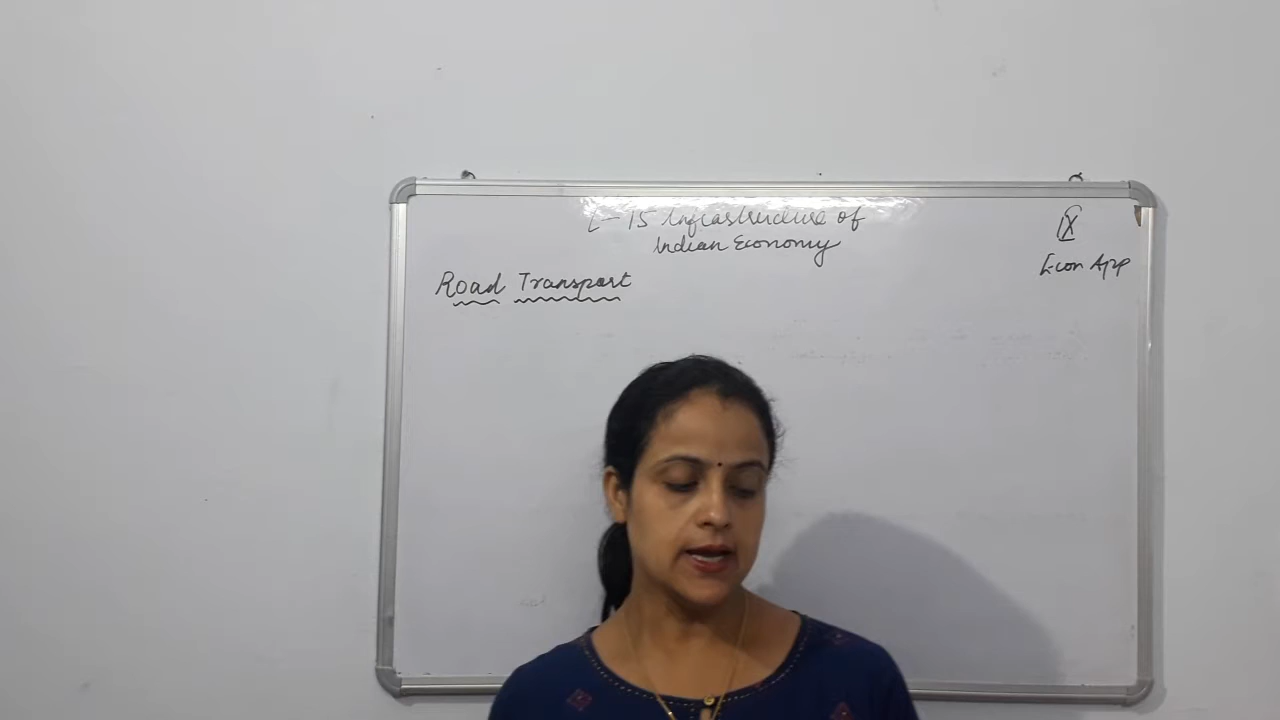 L-15 Infrastructure of
Indian Economy
IX
Econ App
Road Transport